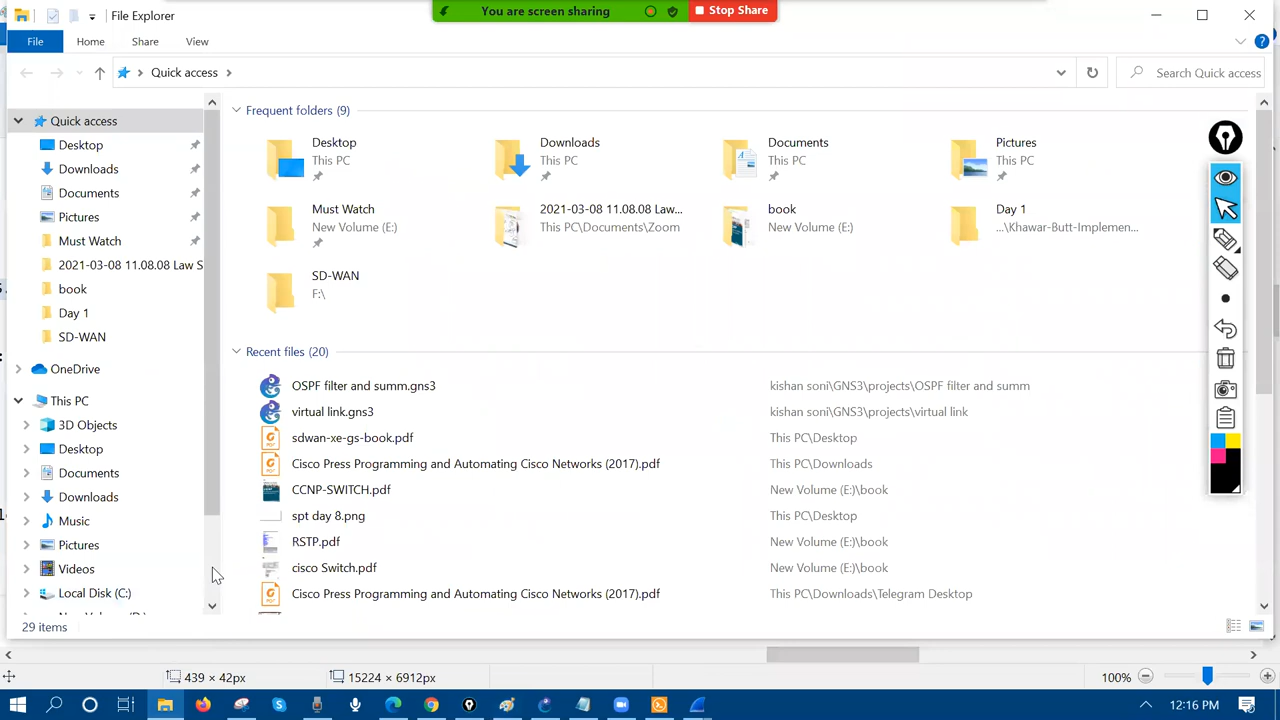 File Explorer
You are screen sharing
Stop Share
File
Home
Share
View
Quick access
Search Quick access
Quick access
Desktop
Downloads
Documents
Pictures
Must Watch
2021-03-08 11.08.08 Law S
book
Day 1
SD-WAN
OneDrive
This PC
3D Objects
Desktop
Documents
Downloads
Music
Pictures
Videos
Local Disk (C:)
Frequent folders (9)
Desktop
This PC
Downloads
This PC
Documents
This PC
Pictures
This PC
Must Watch
New Volume (E:)
2021-03-08 11.08.08 Law...
This PC\Documents\Zoom
book
New Volume (E:)
Day 1
...\Khawar-Butt-Implemen...
SD-WAN
F:\
Recent files (20)
OSPF filter and summ.gns3 kishan soni\GNS3\projects\OSPF filter and summ
virtual link.gns3 kishan soni\GNS3\projects\virtual link
sdwan-xe-gs-book.pdf This PC\Desktop
Cisco Press Programming and Automating Cisco Networks (2017).pdf This PC\Downloads
CCNP-SWITCH.pdf New Volume (E:)\book
spt day 8.png This PC\Desktop
RSTP.pdf New Volume (E:)\book
cisco Switch.pdf New Volume (E:)\book
Cisco Press Programming and Automating Cisco Networks (2017).pdf This PC\Downloads\Telegram Desktop
29 items
439 × 42px
15224 × 6912px
100%
12:16 PM